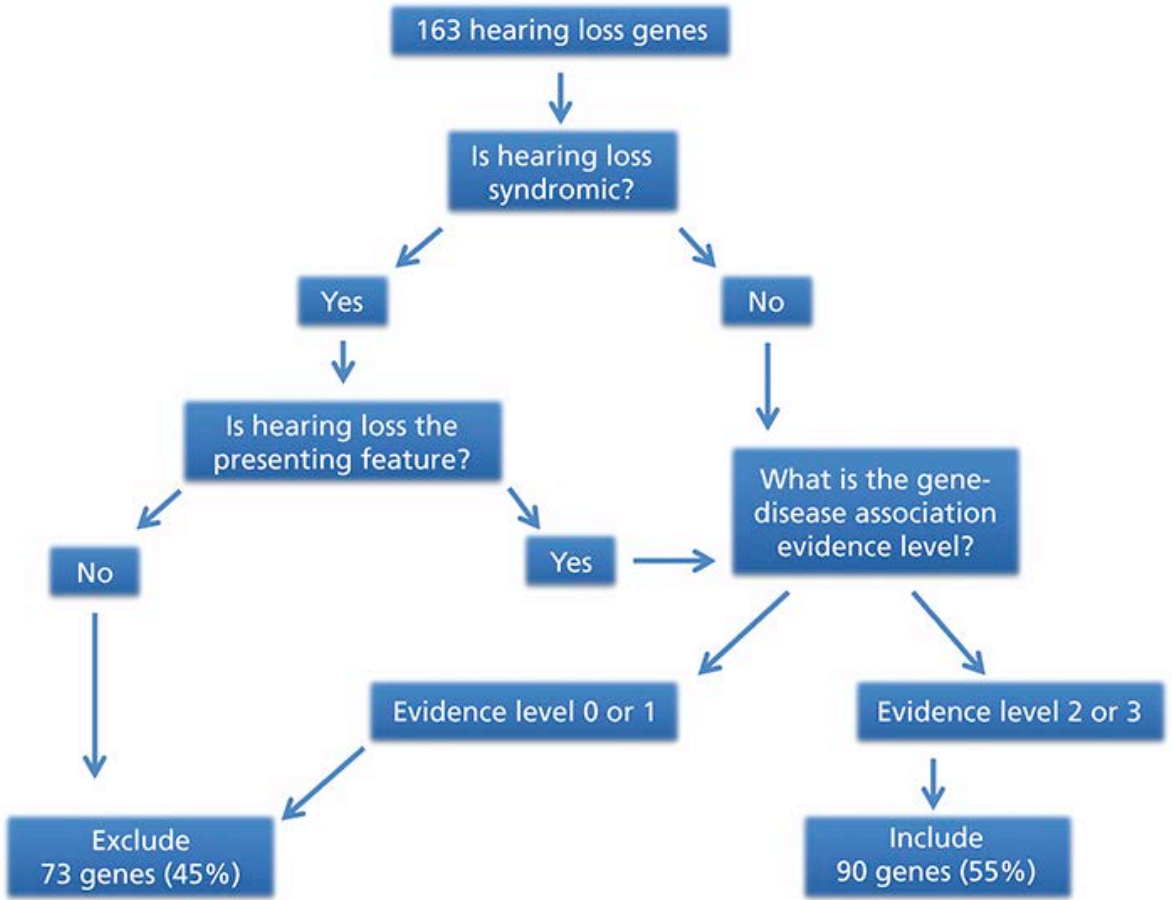 163 hearing loss genes
Is hearing loss
syndromic?
Yes
No
Is hearing loss the
presenting feature?
What is the gene-
disease association
evidence level?
No
Yes
Evidence level 0 or 1
Evidence level 2 or 3
Exclude
73 genes (45%)
Include
90 genes (55%)